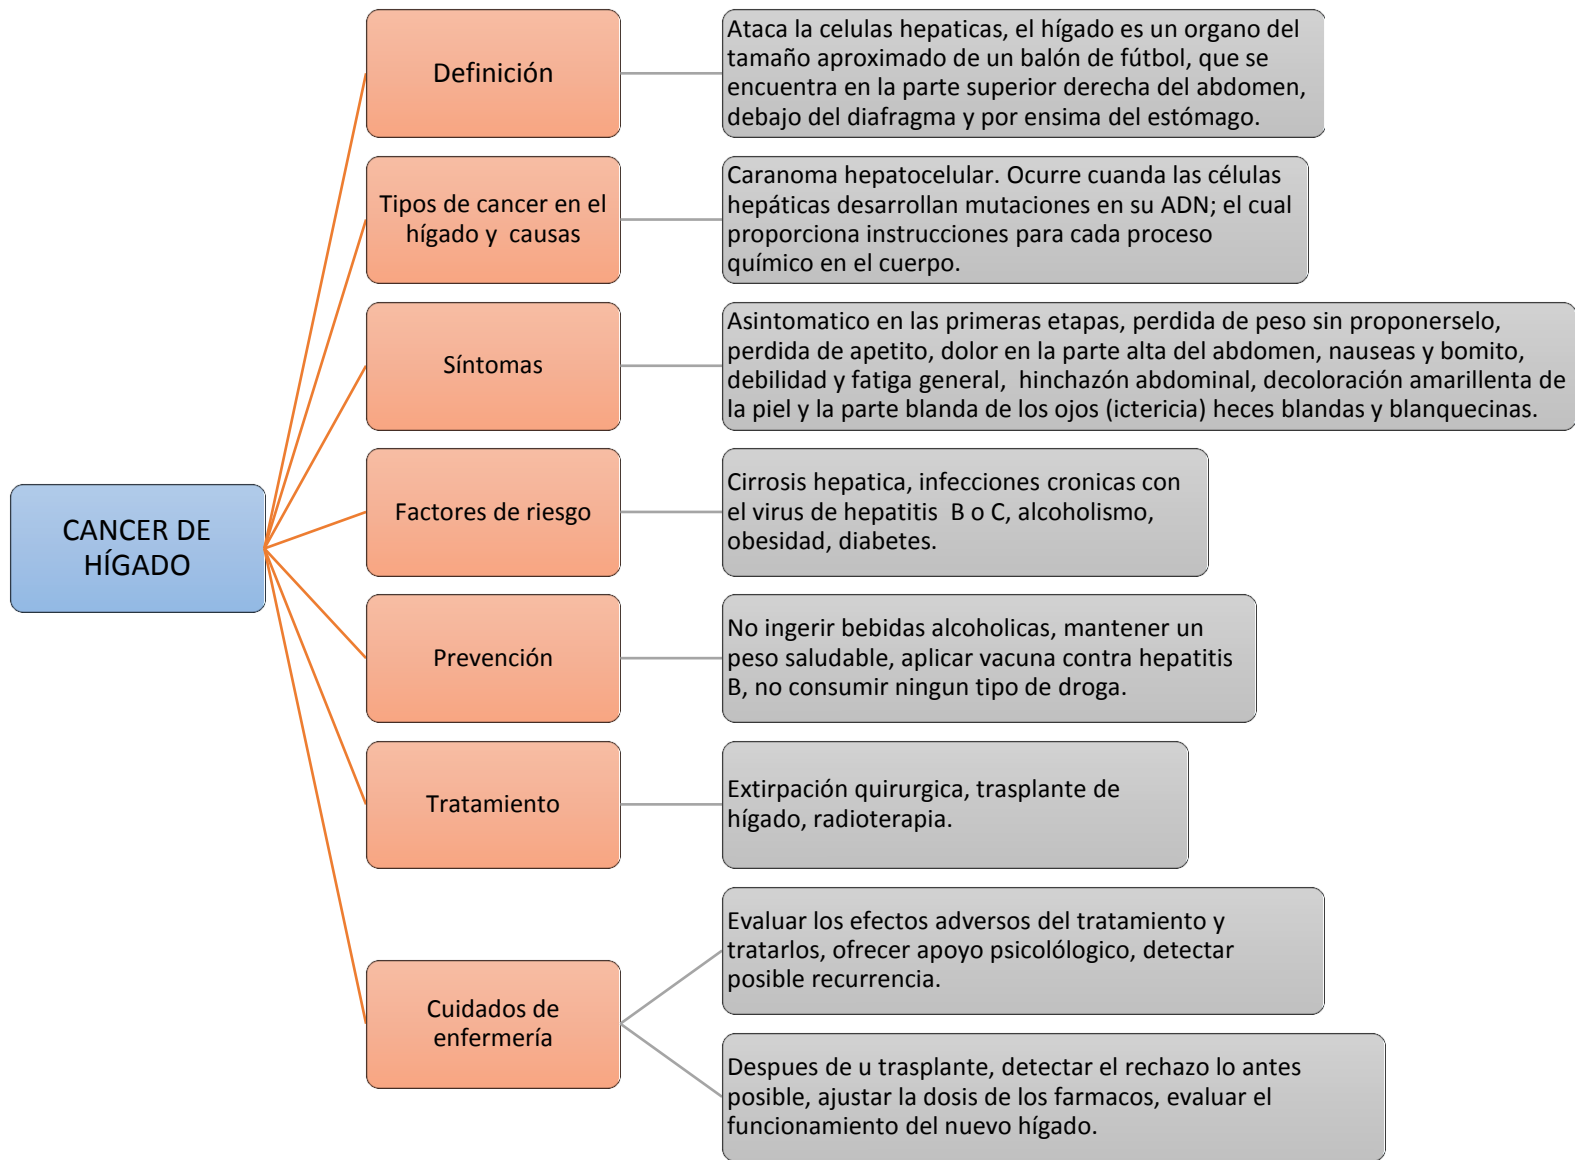 Definición
Ataca la celulas hepaticas, el hígado es un organo del
tamaño aproximado de un balón de fútbol, que se
encuentra en la parte superior derecha del abdomen,
debajo del diafragma y por ensima del estómago.
Tipos de cancer en el
hígado y causas
Caranoma hepatocelular. Ocurre cuanda las células
hepáticas desarrollan mutaciones en su ADN; el cual
proporciona instrucciones para cada proceso
químico en el cuerpo.
Síntomas
Asintomatico en las primeras etapas, perdida de peso sin proponerselo,
perdida de apetito, dolor en la parte alta del abdomen, nauseas y bomito,
debilidad y fatiga general, hinchazón abdominal, decoloración amarillenta de
la piel y la parte blanda de los ojos (ictericia) heces blandas y blanquecinas.
CANCER DE
HÍGADO
Factores de riesgo
Cirrosis hepatica, infecciones cronicas con
el virus de hepatitis B o C, alcoholismo,
obesidad, diabetes.
Prevención
No ingerir bebidas alcoholicas, mantener un
peso saludable, aplicar vacuna contra hepatitis
B, no consumir ningun tipo de droga.
Tratamiento
Extirpación quirurgica, trasplante de
hígado, radioterapia.
Cuidados de
enfermería
Evaluar los efectos adversos del tratamiento y
tratarlos, ofrecer apoyo psicolólogico, detectar
posible recurrencia.
Despues de u trasplante, detectar el rechazo lo antes
posible, ajustar la dosis de los farmacos, evaluar el
funcionamiento del nuevo hígado.